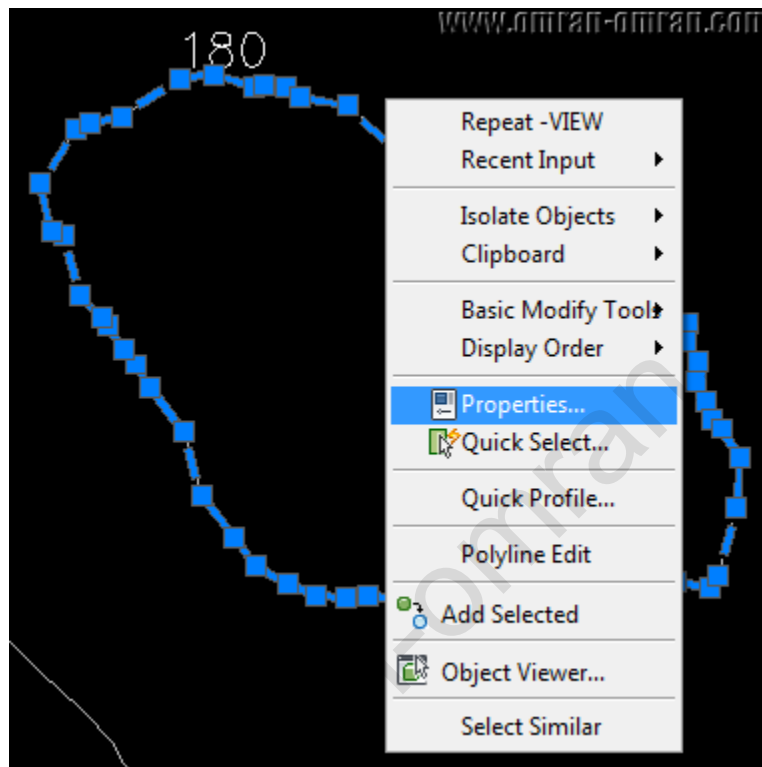 www.omran-omran.com
180
Repeat -VIEW
Recent Input
Isolate Objects
Clipboard
Basic Modify Tools
Display Order
Properties...
Quick Select...
Quick Profile...
Polyline Edit
Add Selected
Object Viewer...
Select Similar
-omran